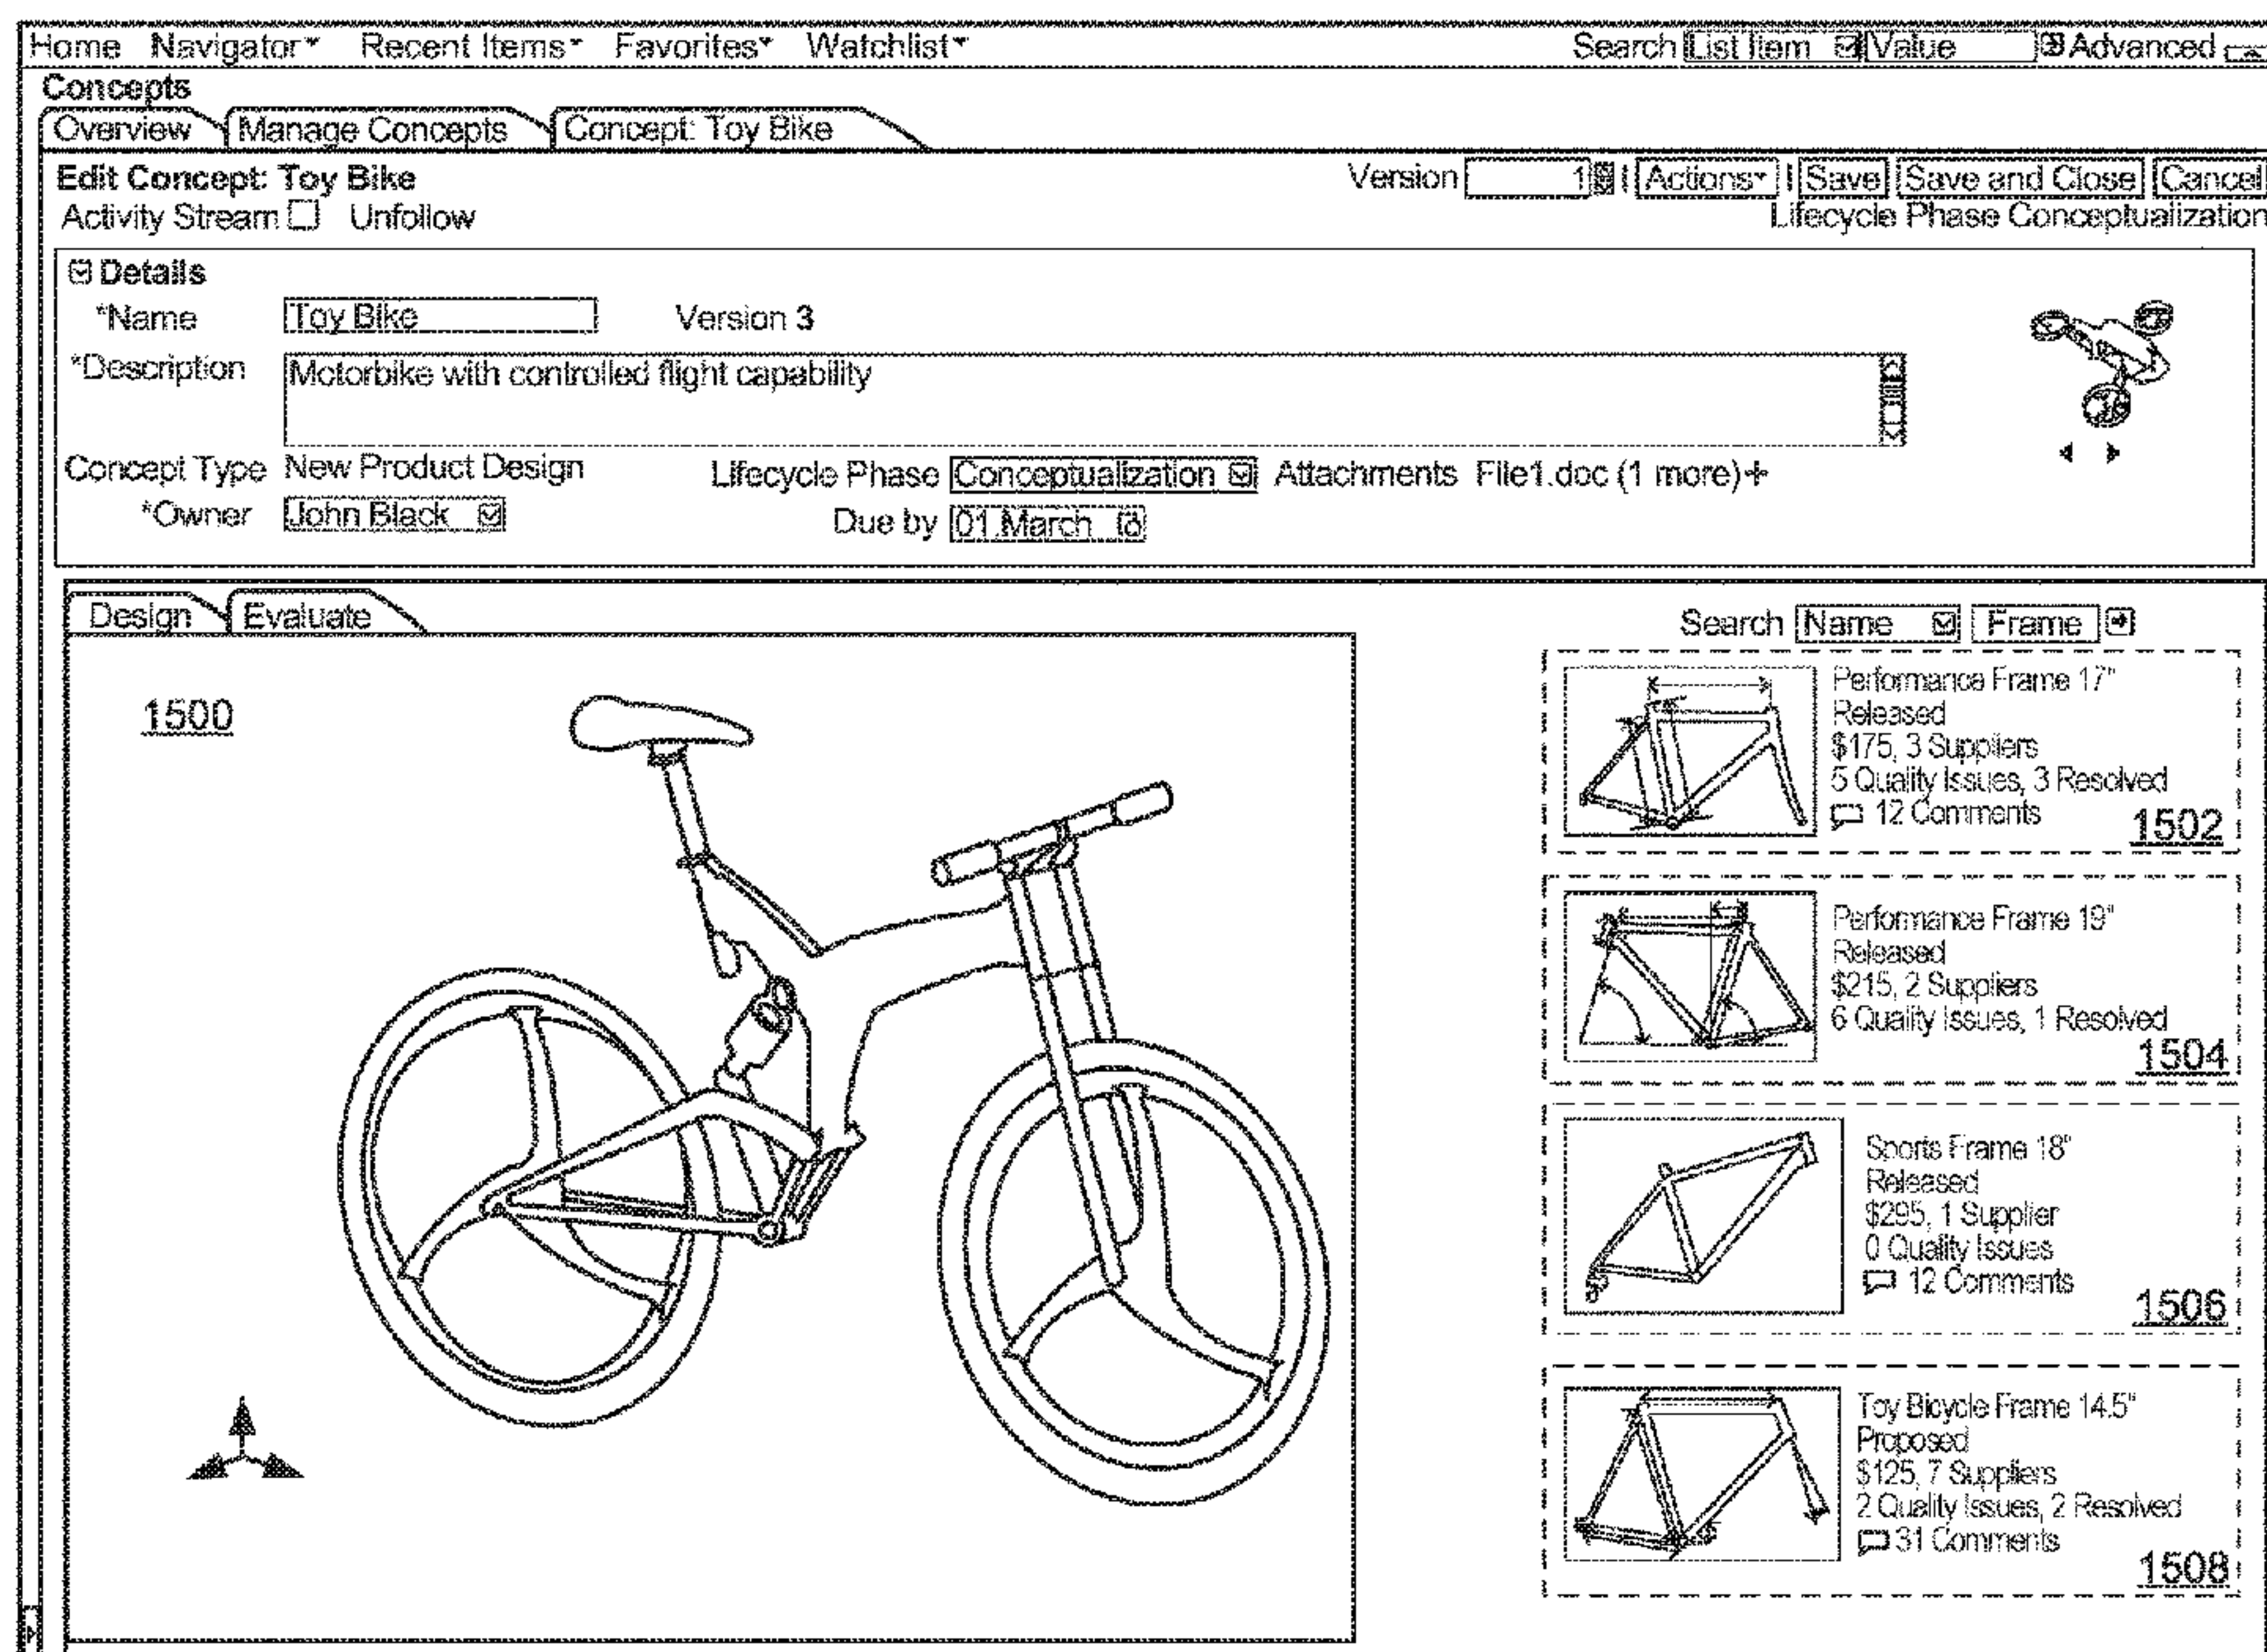 Home Navigator Recent Items Favorites Watchlist Search List Item Value Advanced
Concepts
Overview Manage Concepts Concept: Toy Bike
Edit Concept: Toy Bike Version 1 Actions Save Save and Close Cancel
Activity Stream Unfollow Lifecycle Phase Conceptualization
Details
*Name Toy Bike Version 3
*Description Motorbike with controlled flight capability
Concept Type New Product Design Lifecycle Phase Conceptualization Attachments File1.doc (1 more)+
*Owner John Black Due by 01.March
Design Evaluate Search Name Frame
1500
Performance Frame 17"
Released
$175, 3 Suppliers
5 Quality Issues, 3 Resolved
12 Comments
1502
Performance Frame 19"
Released
$215, 2 Suppliers
6 Quality Issues, 1 Resolved
1504
Sports Frame 18"
Released
$295, 1 Supplier
0 Quality Issues
12 Comments
1506
Toy Bicycle Frame 14.5"
Proposed
$125, 7 Suppliers
2 Quality Issues, 2 Resolved
31 Comments
1508